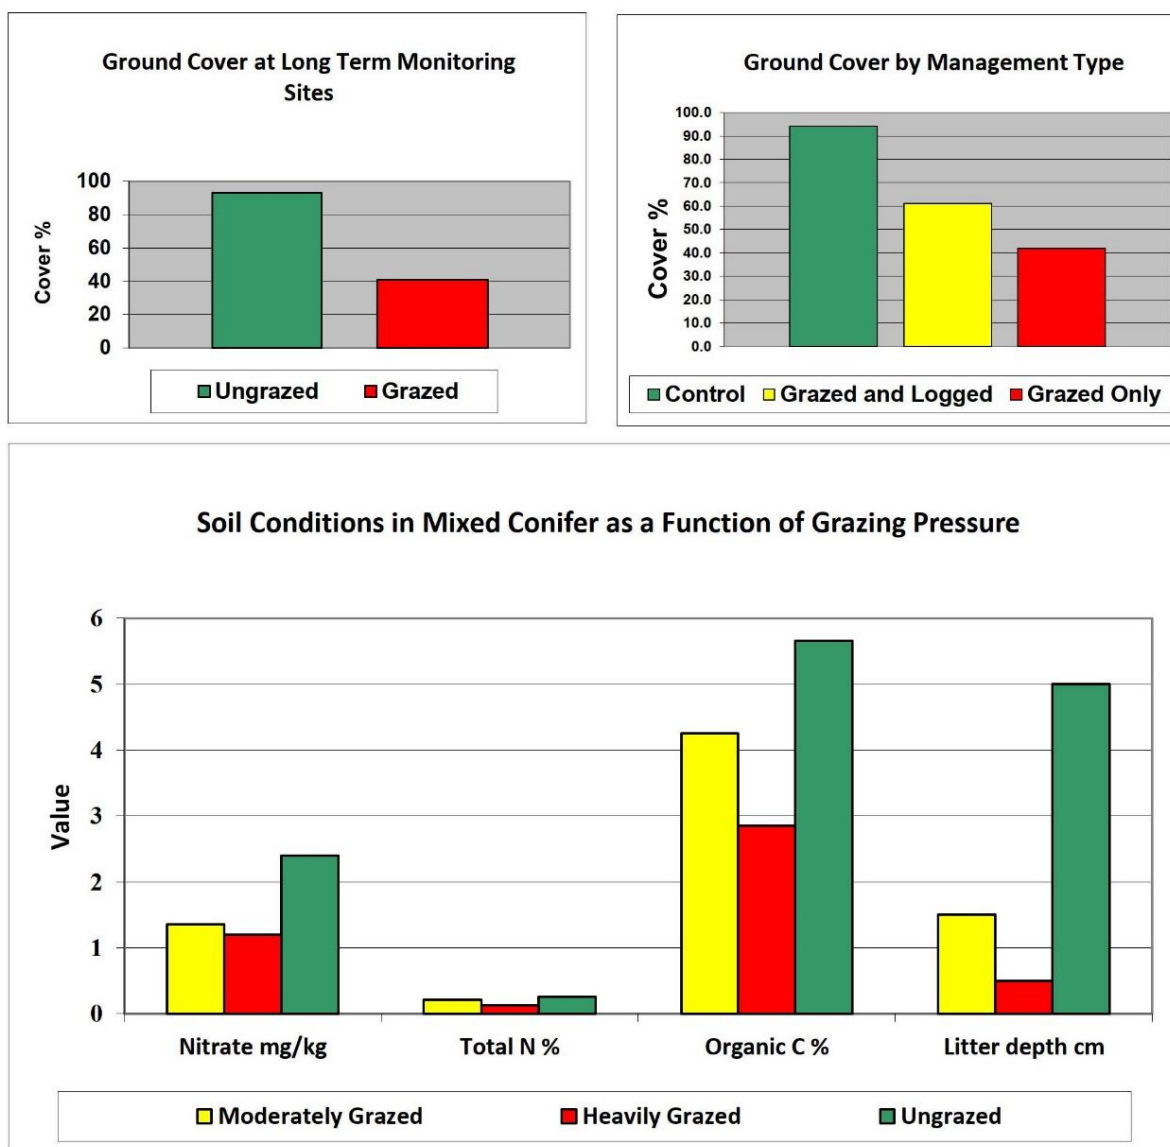 Ground Cover at Long Term Monitoring
Sites
Cover %
100
80
60
40
20
0
Ungrazed Grazed
Ground Cover by Management Type
Cover %
100.0
90.0
80.0
70.0
60.0
50.0
40.0
30.0
20.0
10.0
0.0
Control Grazed and Logged Grazed Only
Soil Conditions in Mixed Conifer as a Function of Grazing Pressure
Value
6
5
4
3
2
1
0
Nitrate mg/kg Total N % Organic C % Litter depth cm
Moderately Grazed Heavily Grazed Ungrazed